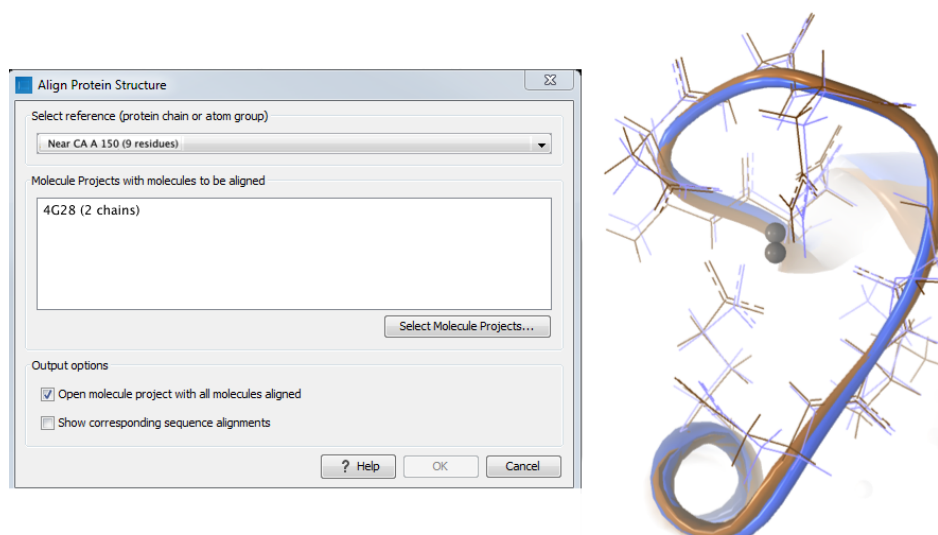 Align Protein Structure
Select reference (protein chain or atom group)
Near CA A 150 (9 residues)
Molecule Projects with molecules to be aligned
4G28 (2 chains)
Select Molecule Projects...
Output options
Open molecule project with all molecules aligned
Show corresponding sequence alignments
? Help OK Cancel